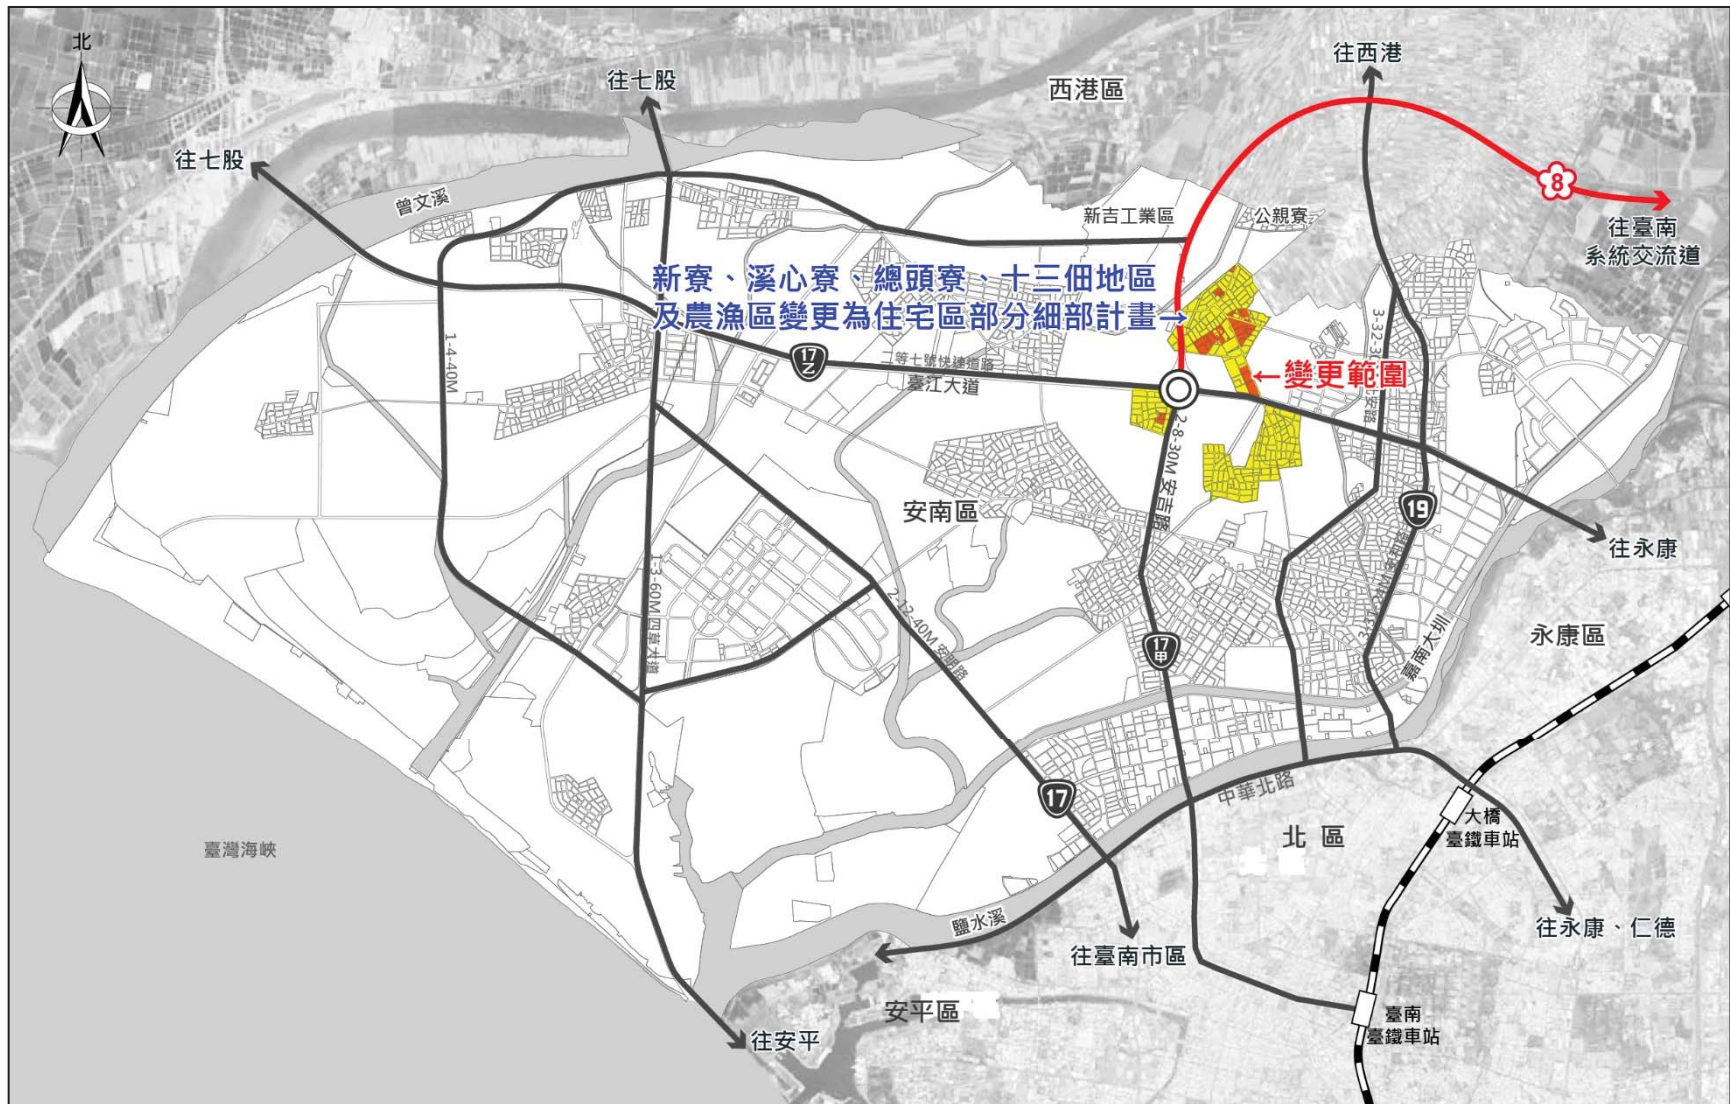 北
往西港
往七股
西港區
往七股
8
曾文溪
新吉工業區
公親寮
往臺南
系統交流道
新寮、溪心寮、總頭寮、十三佃地區
及農漁區變更為住宅區部分細部計畫→
1-4-40M
17
乙
二等七號快速道路
臺江大道
←變更範圍
2-8-30M 安吉路
安南區
19
往永康
1-3-60M 四草大道
2-12-40M 安明路
17
甲
嘉南大圳
永康區
17
中華北路
北 區
大橋
臺鐵車站
臺灣海峽
鹽水溪
往臺南市區
往永康、仁德
安平區
臺南
臺鐵車站
往安平